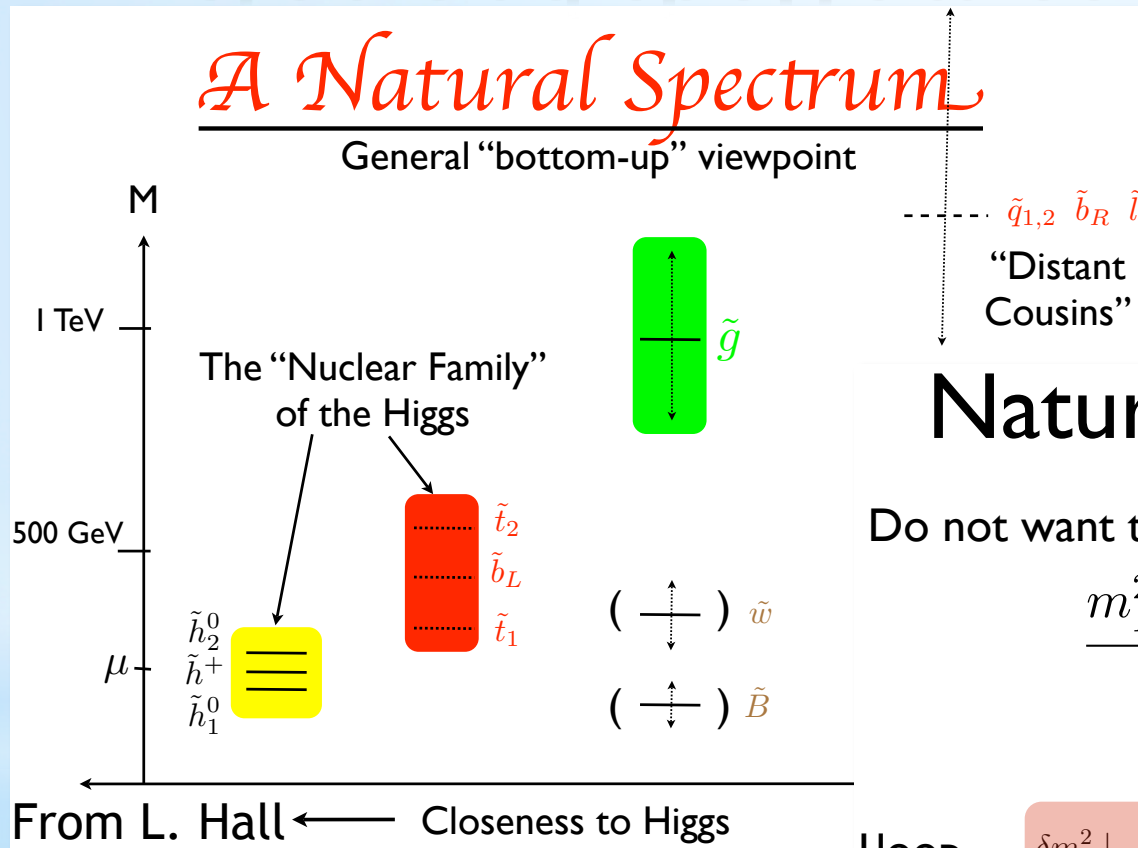 A Natural Spectrum
General “bottom-up” viewpoint
M
1 TeV
500 GeV
μ
The “Nuclear Family”
of the Higgs
h̃₂⁰
h̃⁺
h̃₁⁰
t̃₂
b̃_L
t̃₁
g̃
( ) w̃
( ) B̃
q̃₁,₂ b̃_R
“Distant
Cousins”
From L. Hall
Closeness to Higgs
Natur
Do not want t